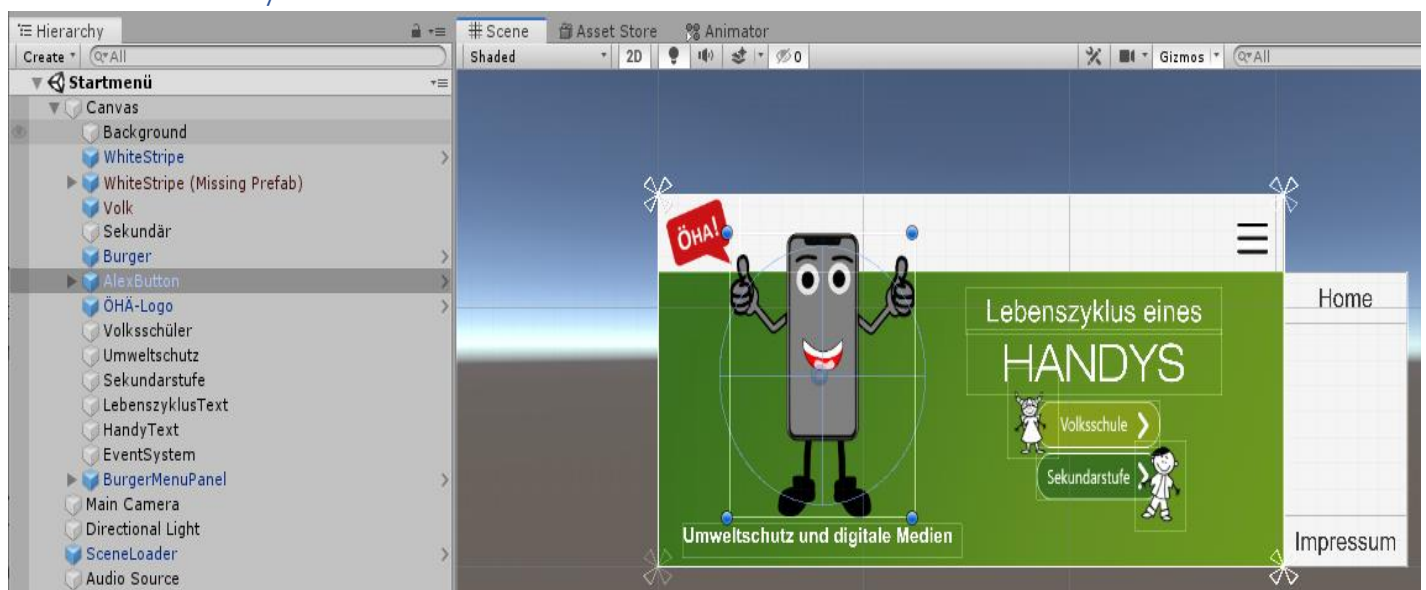 Hierarchy
Create
All
Startmenü
Canvas
Background
WhiteStripe
WhiteStripe (Missing Prefab)
Volk
Sekundär
Burger
AlexButton
ÖHÄ-Logo
Volksschüler
Umweltschutz
Sekundarstufe
LebenszyklusText
HandyText
EventSystem
BurgerMenuPanel
Main Camera
Directional Light
SceneLoader
Audio Source
Scene
Asset Store
Animator
Shaded
2D
0
Gizmos
All
ÖHA!
Lebenszyklus eines
HANDYS
Volksschule
Sekundarstufe
Umweltschutz und digitale Medien
Home
Impressum